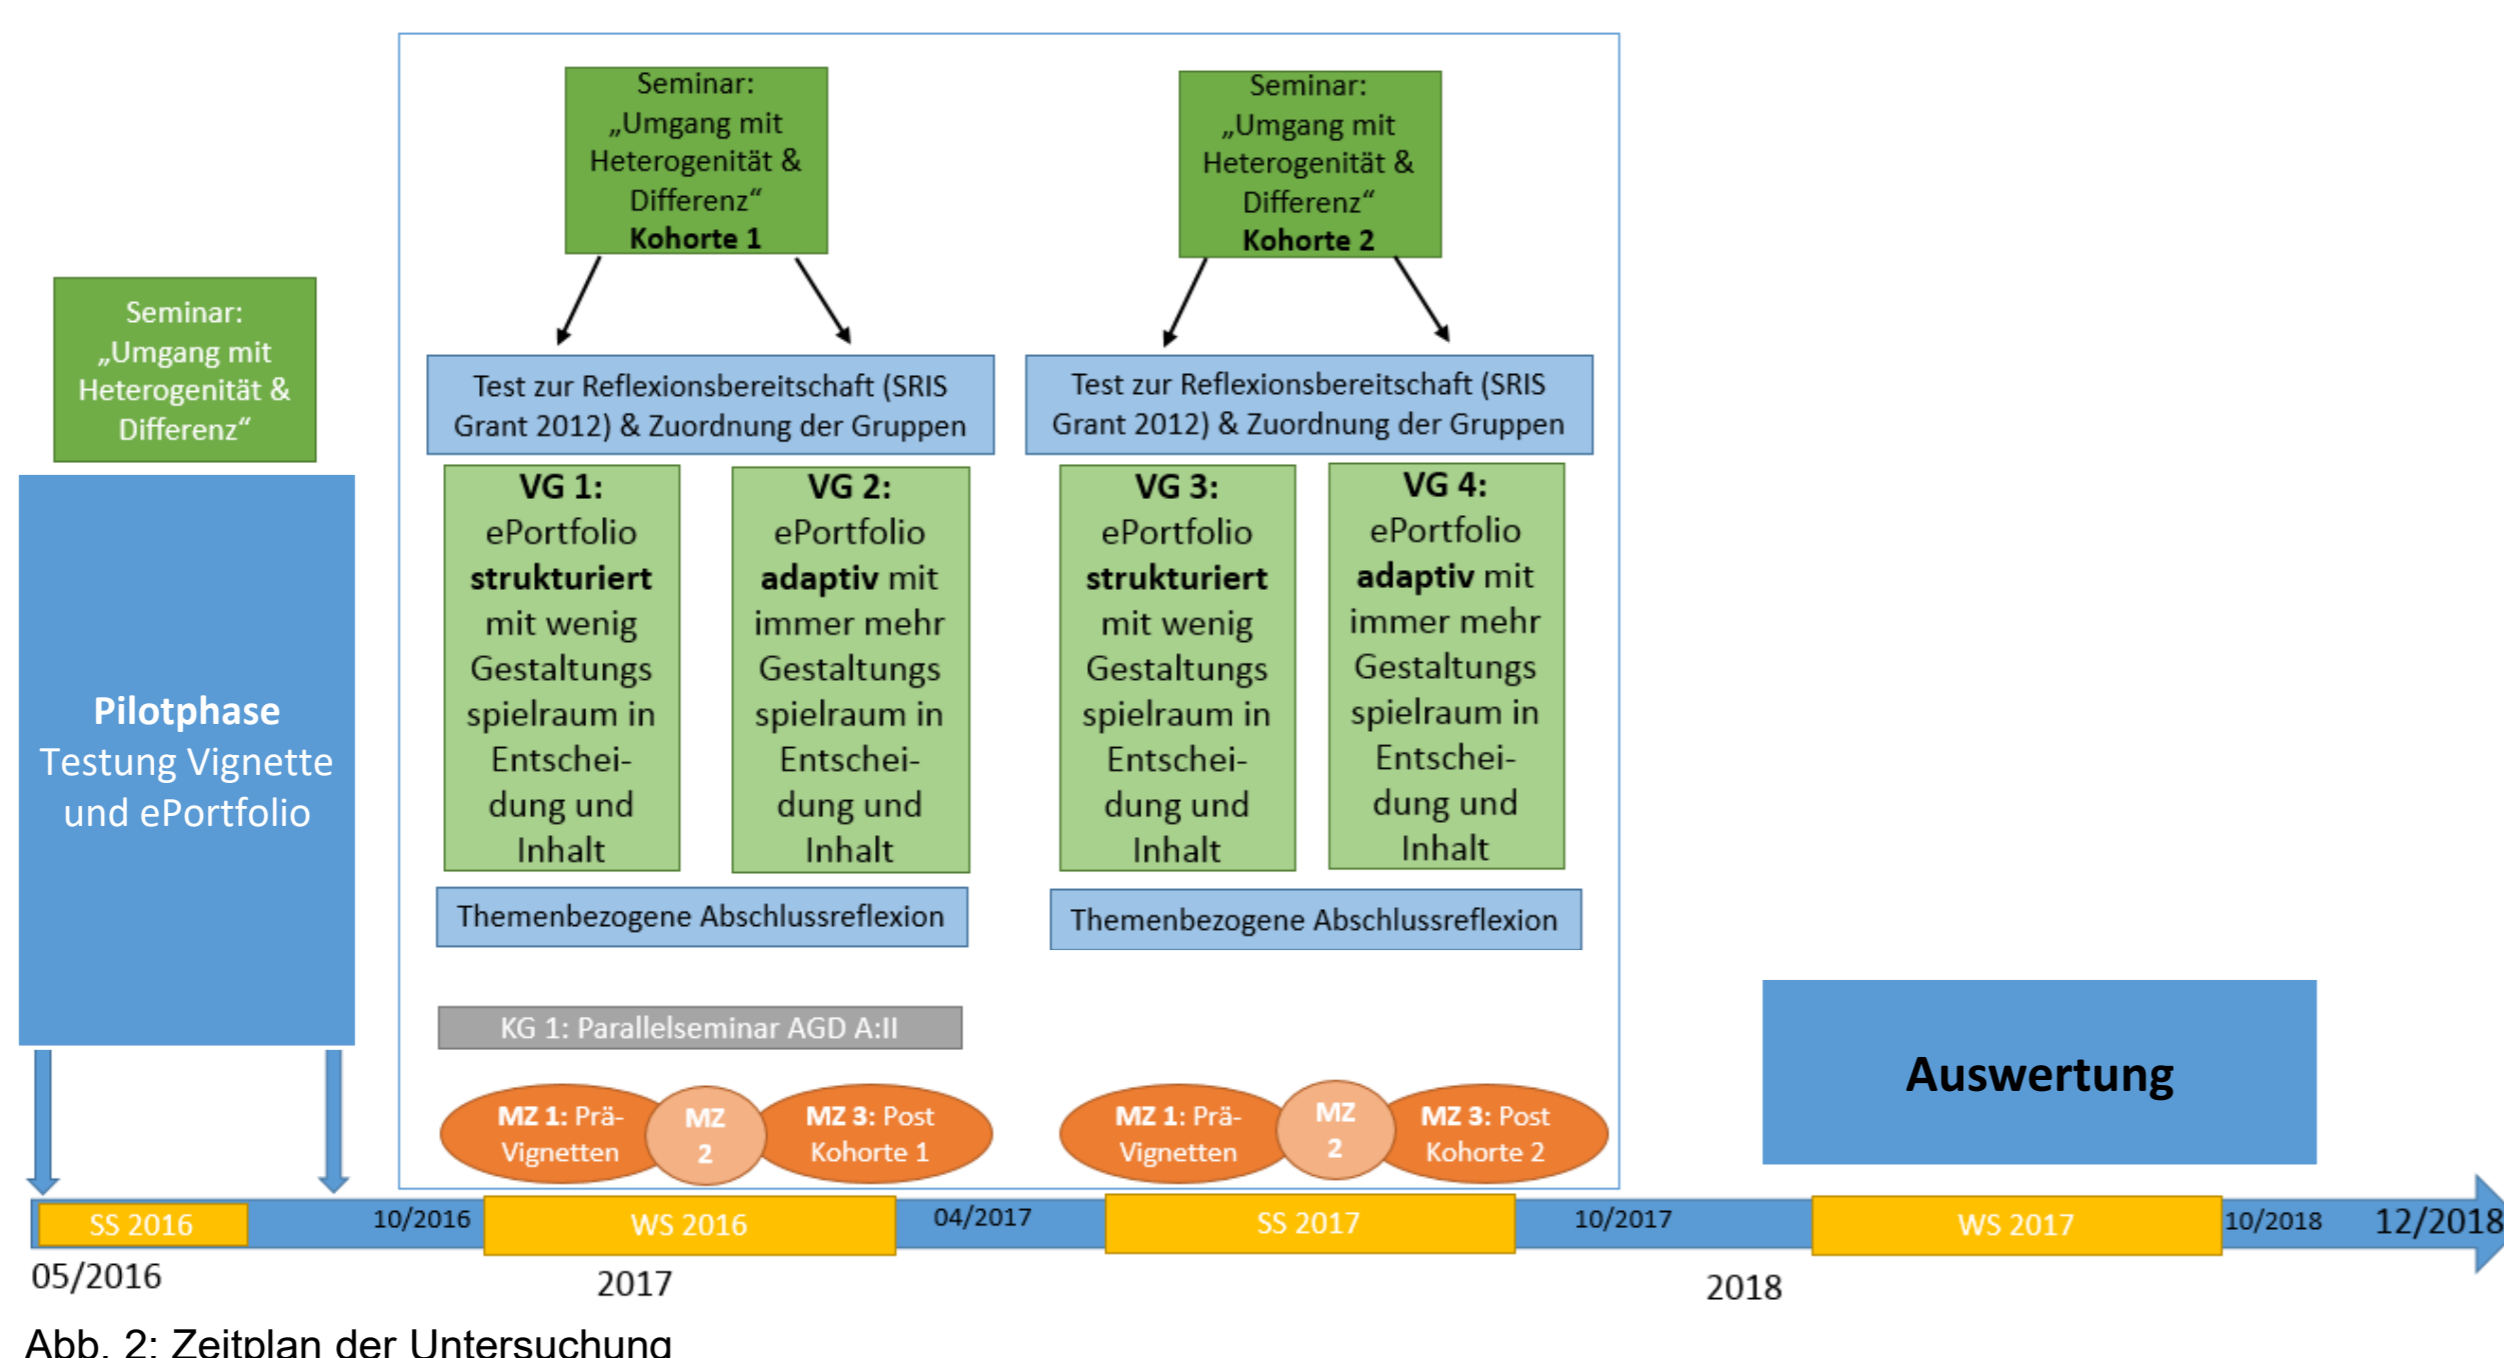 Seminar:
„Umgang mit
Heterogenität &
Differenz“
Pilotphase
Testung Vignette
und ePortfolio
Seminar:
„Umgang mit
Heterogenität &
Differenz“
Kohorte 1
Test zur Reflexionsbereitschaft (SRIS
Grant 2012) & Zuordnung der Gruppen
VG 1:
ePortfolio
strukturiert
mit wenig
Gestaltungs
spielraum in
Entschei-
dung und
Inhalt
VG 2:
ePortfolio
adaptiv mit
immer mehr
Gestaltungs
spielraum in
Entschei-
dung und
Inhalt
Themenbezogene Abschlussreflexion
KG 1: Parallelseminar AGD A:II
MZ 1: Prä-
Vignetten
MZ
2
MZ 3: Post
Kohorte 1
Seminar:
„Umgang mit
Heterogenität &
Differenz“
Kohorte 2
Test zur Reflexionsbereitschaft (SRIS
Grant 2012) & Zuordnung der Gruppen
VG 3:
ePortfolio
strukturiert
mit wenig
Gestaltungs
spielraum in
Entschei-
dung und
Inhalt
VG 4:
ePortfolio
adaptiv mit
immer mehr
Gestaltungs
spielraum in
Entschei-
dung und
Inhalt
Themenbezogene Abschlussreflexion
MZ 1: Prä-
Vignetten
MZ
2
MZ 3: Post
Kohorte 2
Auswertung
SS 2016
10/2016
WS 2016
04/2017
SS 2017
10/2017
WS 2017
10/2018
12/2018
05/2016
2017
2018
Abb. 2: Zeitplan der Untersuchung